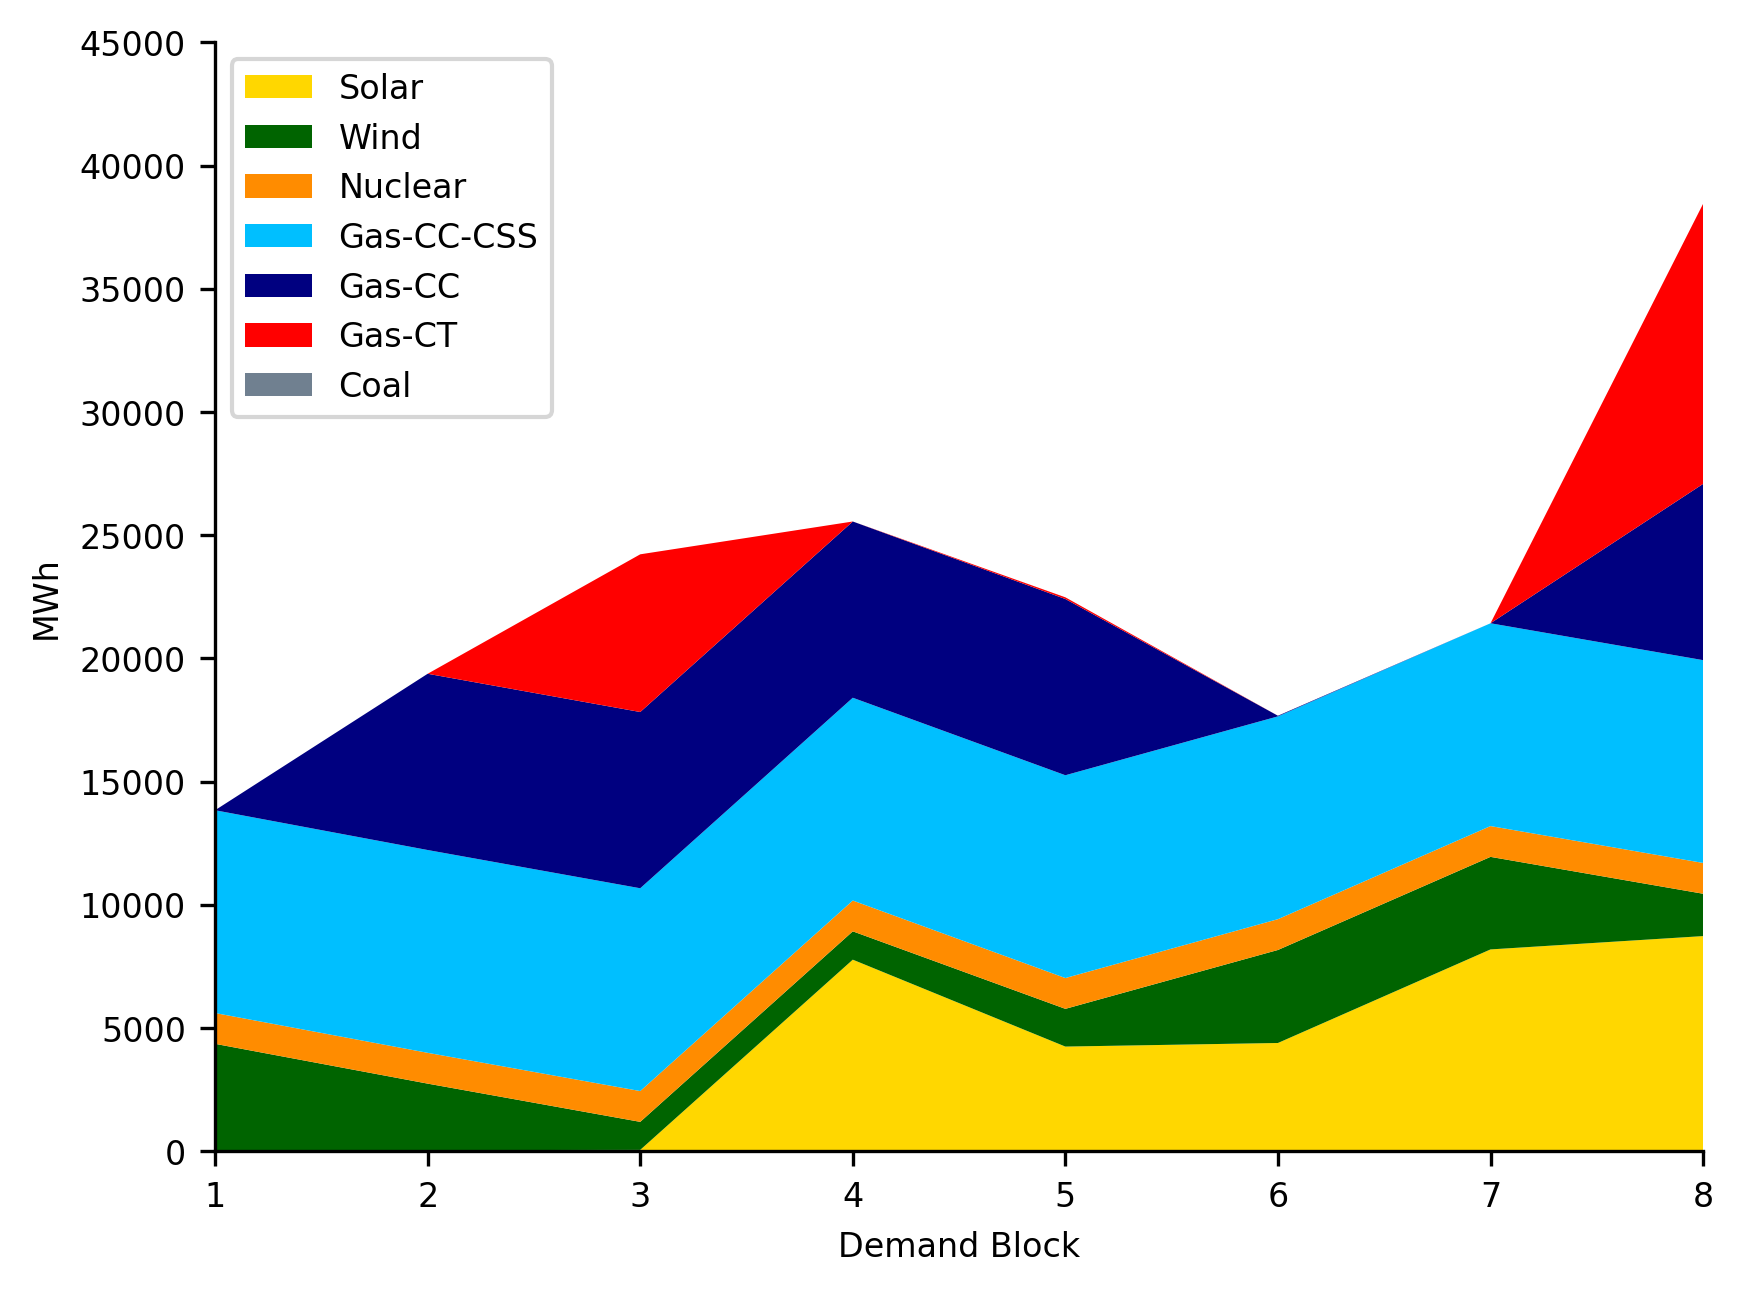 45000
40000
35000
30000
25000
20000
15000
10000
5000
0
MWh
Solar
Wind
Nuclear
Gas-CC-CSS
Gas-CC
Gas-CT
Coal
1 2 3 4 5 6 7 8
Demand Block